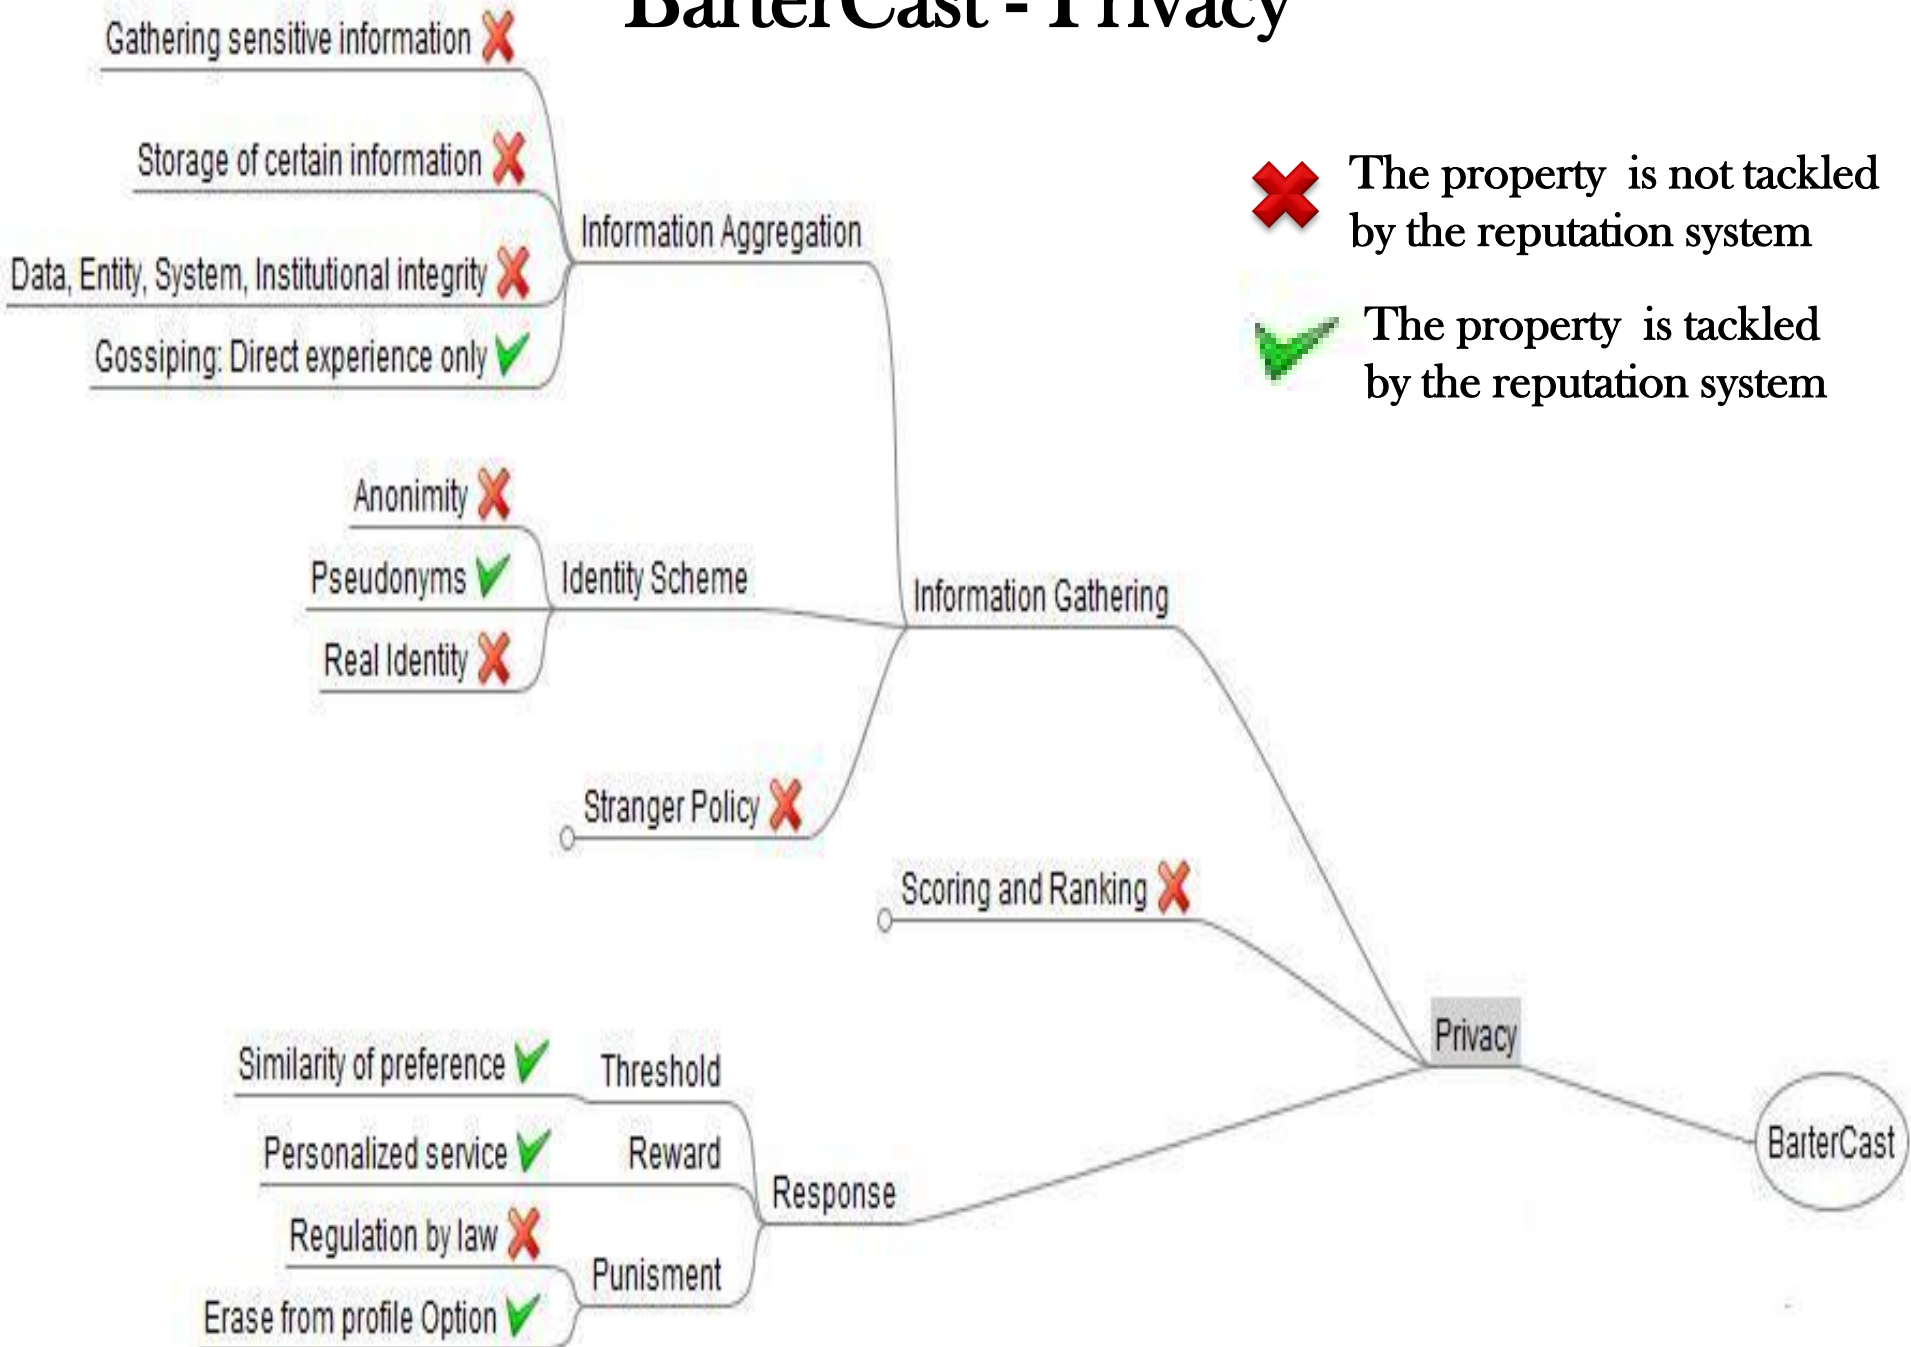 BarterCast - Privacy
Gathering sensitive information
Storage of certain information
Information Aggregation
Data, Entity, System, Institutional integrity
Gossiping: Direct experience only
The property is not tackled
by the reputation system
The property is tackled
by the reputation system
Anonimity
Pseudonyms
Identity Scheme
Real Identity
Information Gathering
Stranger Policy
Scoring and Ranking
Privacy
BarterCast
Similarity of preference
Threshold
Personalized service
Reward
Response
Regulation by law
Punisment
Erase from profile Option